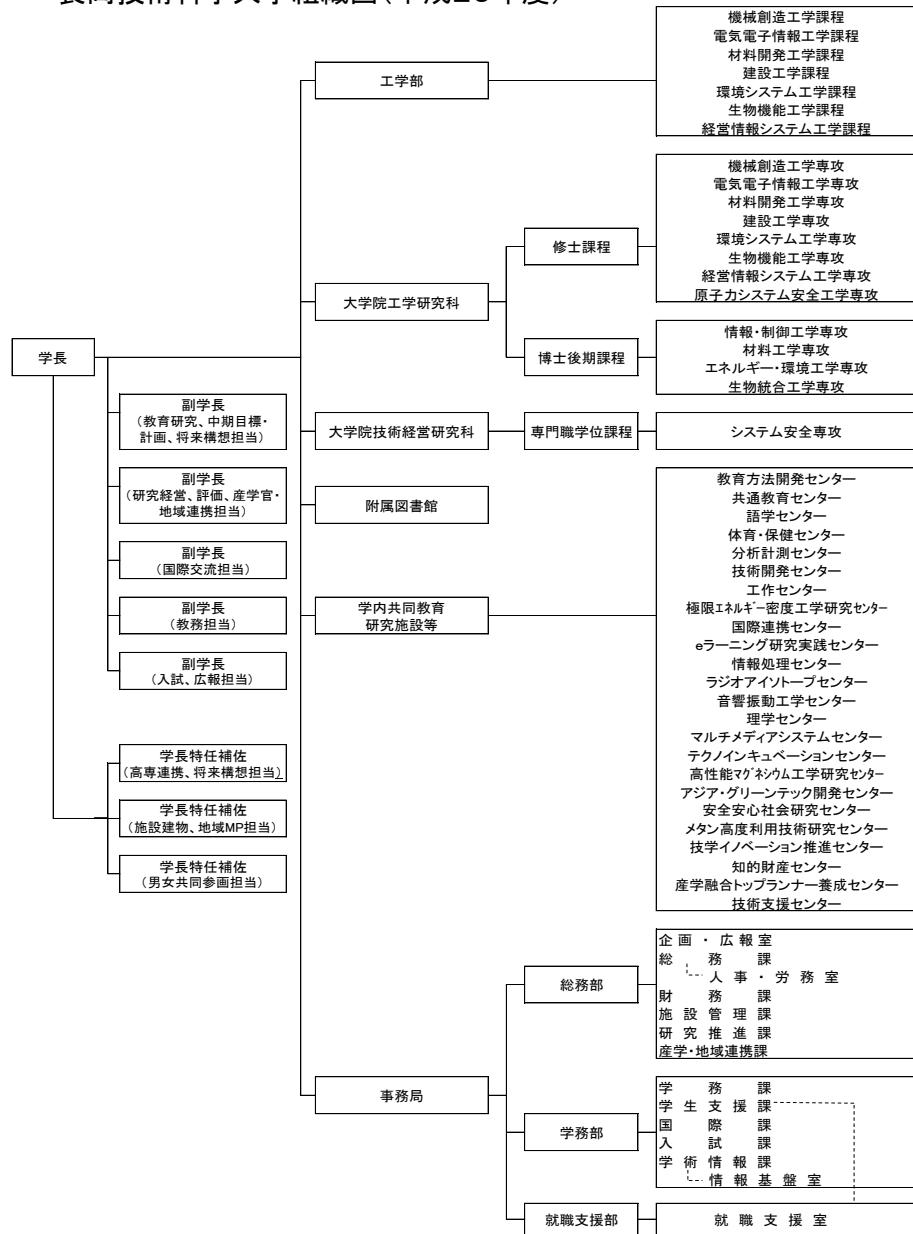 工学部
機械創造工学課程
電気電子情報工学課程
材料開発工学課程
建設工学課程
環境システム工学課程
生物機能工学課程
経営情報システム工学課程
大学院工学研究科
修士課程
機械創造工学専攻
電気電子情報工学専攻
材料開発工学専攻
建設工学専攻
環境システム工学専攻
生物機能工学専攻
経営情報システム工学専攻
原子力システム安全工学専攻
博士後期課程
情報・制御工学専攻
材料工学専攻
エネルギー・環境工学専攻
生物統合工学専攻
学長
副学長
(教育研究、中期目標・
計画、将来構想担当)
副学長
(研究経営、評価、産学官・
地域連携担当)
副学長
(国際交流担当)
副学長
(教務担当)
副学長
(入試、広報担当)
学長特任補佐
(高専連携、将来構想担当)
学長特任補佐
(施設建物、地域MP担当)
学長特任補佐
(男女共同参画担当)
大学院技術経営研究科
専門職学位課程
システム安全専攻
附属図書館
学内共同教育
研究施設等
教育方法開発センター
共通教育センター
語学センター
体育・保健センター
分析計測センター
技術開発センター
工作センター
極限エネルギー密度工学研究センター
国際連携センター
eラーニング研究実践センター
情報処理センター
ラジオアイソトープセンター
音響振動工学センター
理学センター
マルチメディアシステムセンター
テクノインキュベーションセンター
高性能マグネシウム工学研究センター
アジア・グリーンテック開発センター
安全安心社会研究センター
メタン高度利用技術研究センター
技学イノベーション推進センター
知的財産センター
産学融合トップランナー養成センター
技術支援センター
事務局
総務部
企画・広報室
総務課
人事・労務室
財務課
施設管理課
研究推進課
産学・地域連携課
学務部
学務課
学生支援課
国際課
入試課
学術情報課
情報基盤室
就職支援部
就職支援室